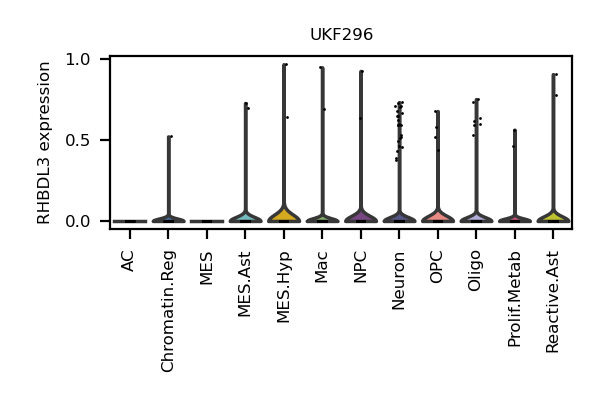 UKF296
RHBDL3 expression
1.0
0.5
0.0
AC
Chromatin.Reg
MES
MES.Ast
MES.Hyp
Mac
NPC
Neuron
OPC
Oligo
Prolif.Metab
Reactive.Ast